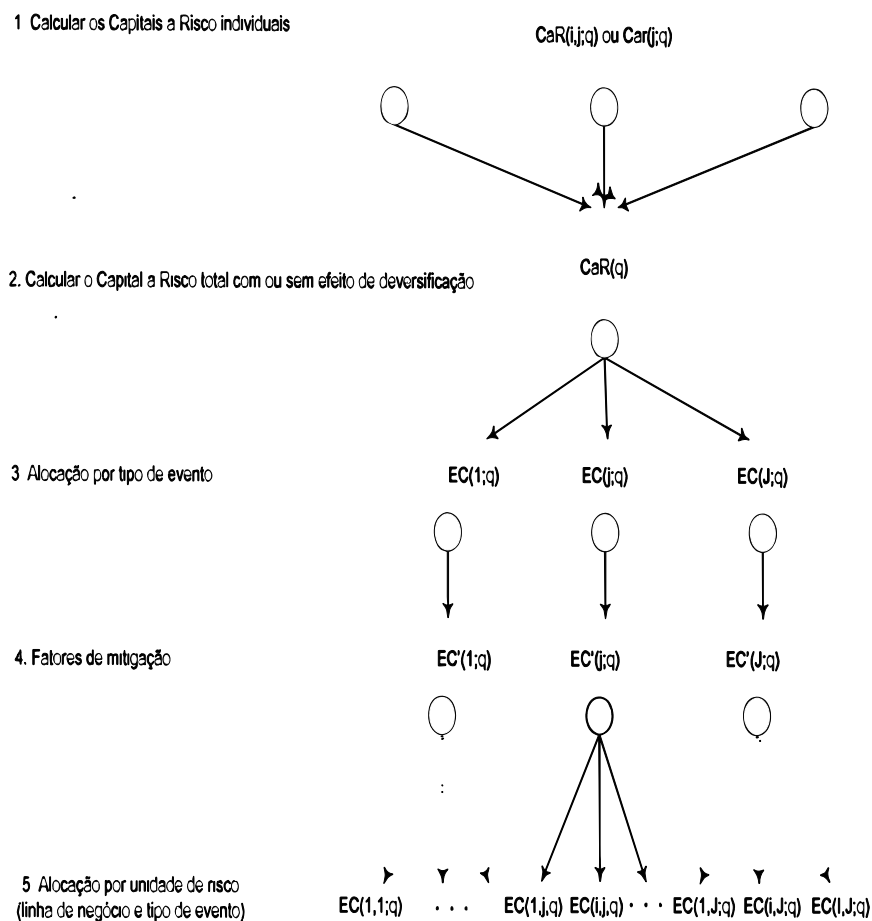 1 Calcular os Capitais a Risco individuais
CaR(i,j;q) ou Car(j;q)
2. Calcular o Capital a Risco total com ou sem efeito de deversificação
CaR(q)
3 Alocação por tipo de evento
EC(1;q) EC(j;q) EC(J;q)
4. Fatores de mitigação
EC'(1;q) EC'(j;q) EC'(J;q)
5 Alocação por unidade de risco
(linha de negócio e tipo de evento)
EC(1,1;q) . . . EC(1,j,q) EC(i,j,q) . . . EC(1,J;q) EC(i,J;q) EC(I,J;q)